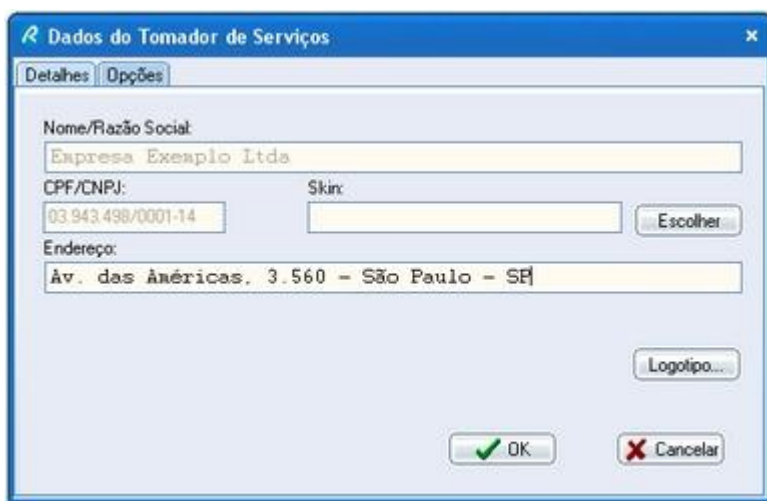 Dados do Tomador de Serviços
Detalhes Opções
Nome/Razão Social:
Empresa Exemplo Ltda
CPF/CNPJ: Skin:
03.943.498/0001-14 Escolher
Endereço:
Av. das Américas, 3.560 - São Paulo - SP
Logotipo...
OK Cancelar